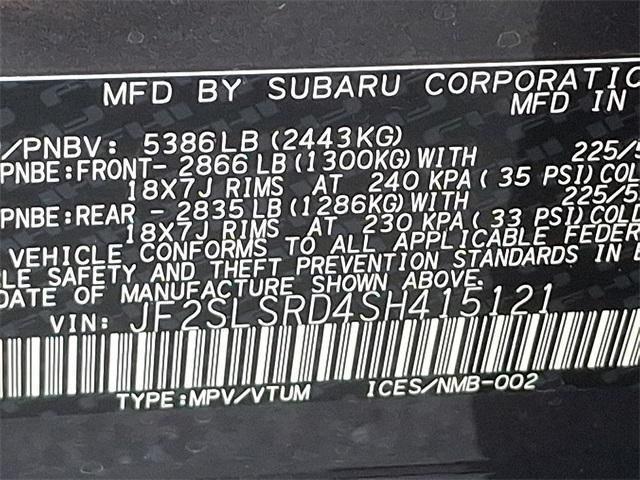 MFD BY SUBARU CORPORATIO
MFD IN
/PNBV: 5386LB (2443KG)
PNBE:FRONT- 2866 LB (1300KG) WITH 225/5
18X7J RIMS AT 240 KPA ( 35 PSI) COL
PNBE:REAR - 2835 LB (1286KG) WITH 225/5
18X7J RIMS AT 230 KPA ( 33 PSI) COL
VEHICLE CONFORMS TO ALL APPLICABLE FEDER
LE SAFETY AND THEFT PREVENTION STANDARDS IN E
DATE OF MANUFACTURE SHOWN ABOVE.
VIN: JF2SLSRD4SH415121
TYPE:MPV/VTUM ICES/NMB-002